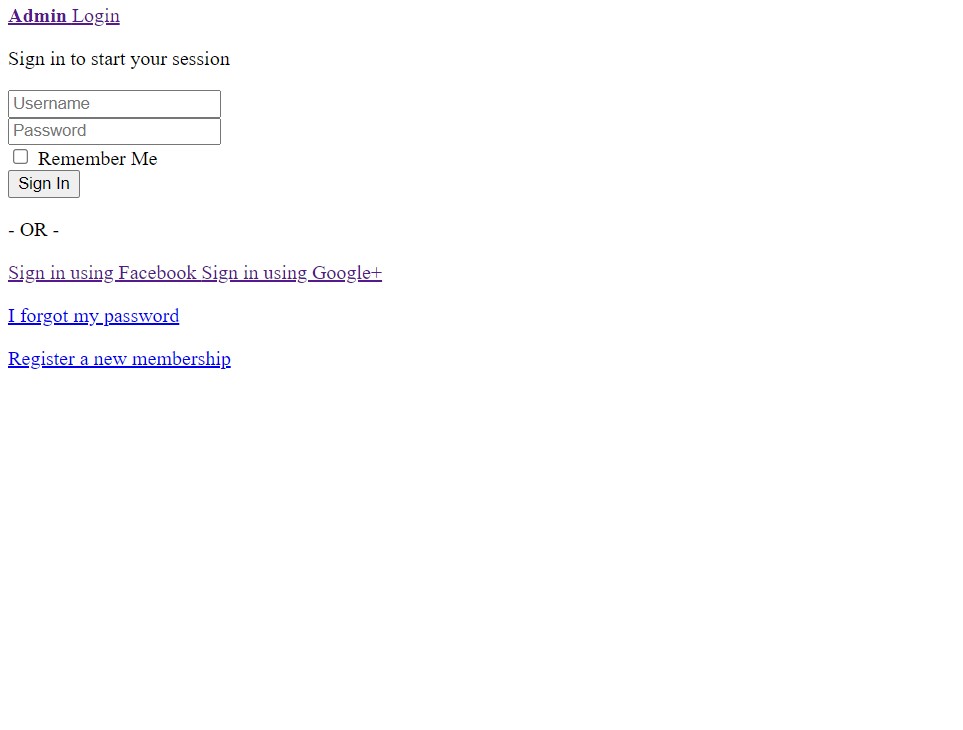 Admin Login
Sign in to start your session
Username
Password
Remember Me
Sign In
- OR -
Sign in using Facebook Sign in using Google+
I forgot my password
Register a new membership